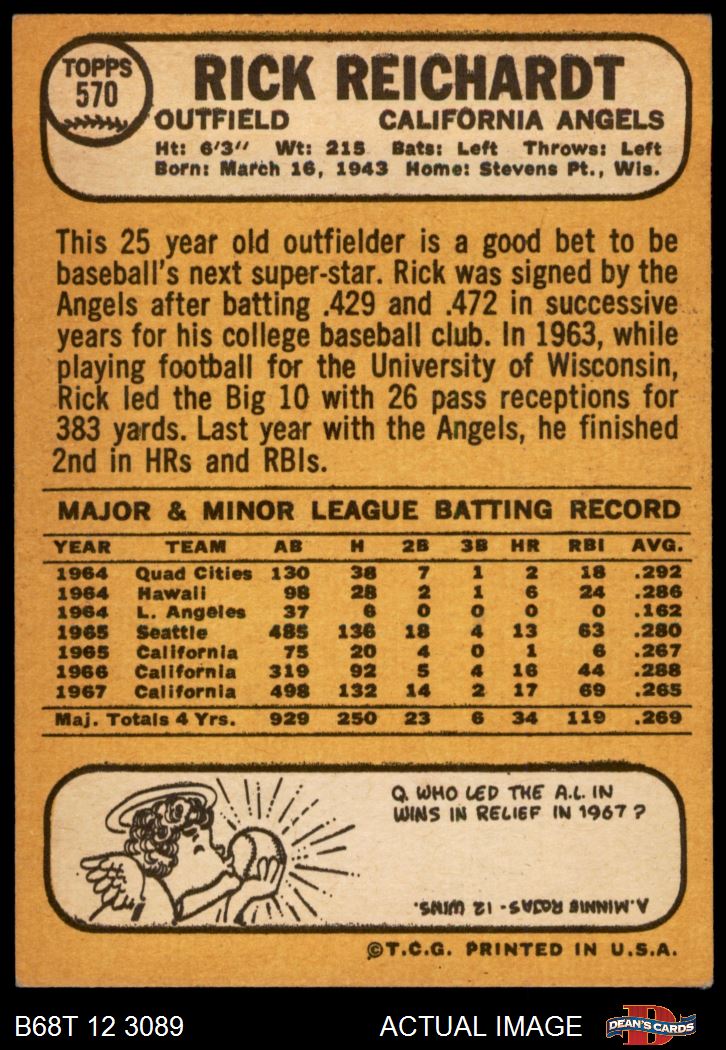 TOPPS
570
RICK REICHARDT
OUTFIELD CALIFORNIA ANGELS
Ht: 6'3" Wt: 215 Bats: Left Throws: Left
Born: March 16, 1943 Home: Stevens Pt., Wis.
This 25 year old outfielder is a good bet to be
baseball's next super-star. Rick was signed by the
Angels after batting .429 and .472 in successive
years for his college baseball club. In 1963, while
playing football for the University of Wisconsin,
Rick led the Big 10 with 26 pass receptions for
383 yards. Last year with the Angels, he finished
2nd in HRs and RBIs.
MAJOR & MINOR LEAGUE BATTING RECORD
YEAR TEAM AB H 2B 3B HR RBI AVG.
1964 Quad Cities 130 38 7 1 2 18 .292
1964 Hawaii 98 28 2 1 6 24 .286
1964 L. Angeles 37 6 0 0 0 0 .162
1965 Seattle 485 136 18 4 13 63 .280
1965 California 75 20 4 0 1 6 .267
1966 California 319 92 5 4 16 44 .288
1967 California 498 132 14 2 17 69 .265
Maj. Totals 4 Yrs. 929 250 23 6 34 119 .269
Q. WHO LED THE A.L. IN
WINS IN RELIEF IN 1967?
A. MINNIE ROJAS - 12 WINS.
©T.C.G. PRINTED IN U.S.A.
B68T 12 3089 ACTUAL IMAGE D DEAN'S CARDS